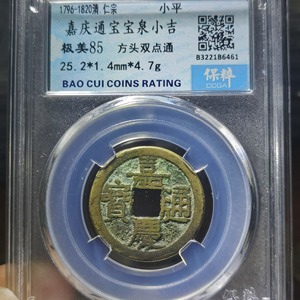 1796-1820清 仁宗 小平
嘉庆通宝宝泉小吉
极美85 方头双点通
25.2*1.4mm*4.7g
BAO CUI COINS RATING
B3221B6461
保粹
CCGA
嘉慶通寶